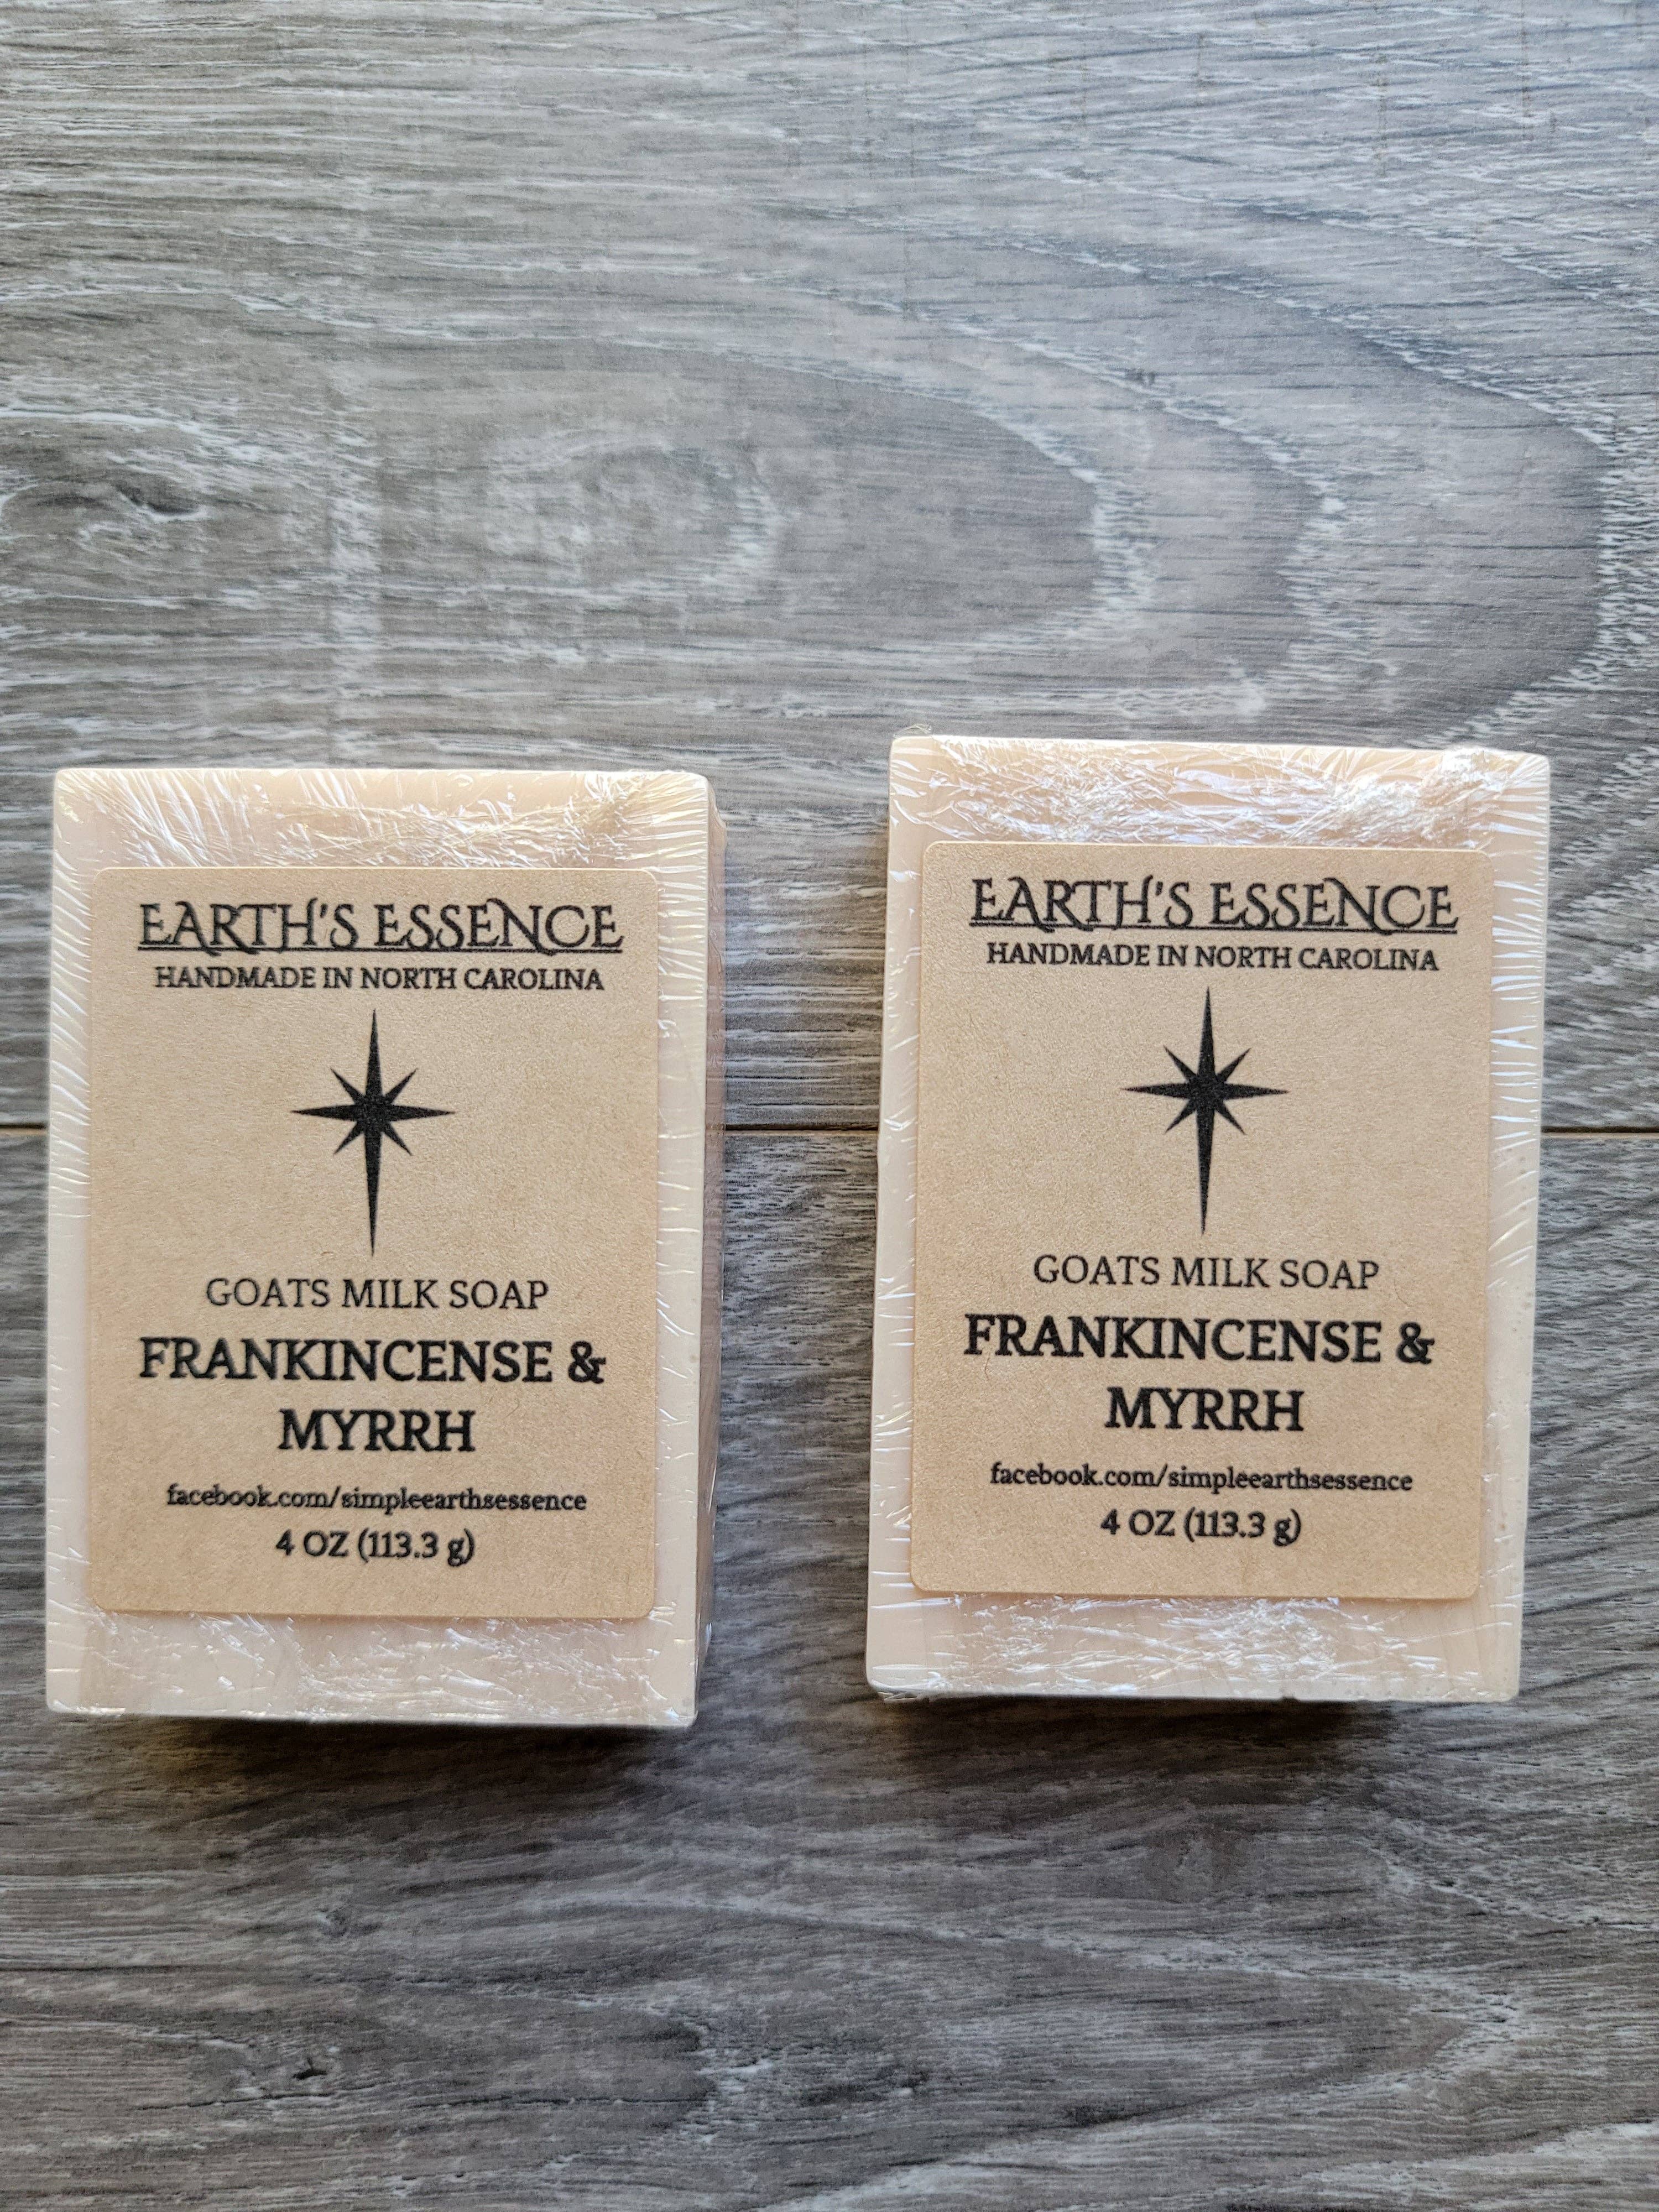 EARTH'S ESSENCE
HANDMADE IN NORTH CAROLINA
GOATS MILK SOAP
FRANKINCENSE &
MYRRH
facebook.com/simpleearthsessence
4 OZ (113.3 g)
EARTH'S ESSENCE
HANDMADE IN NORTH CAROLINA
GOATS MILK SOAP
FRANKINCENSE &
MYRRH
facebook.com/simpleearthsessence
4 OZ (113.3 g)